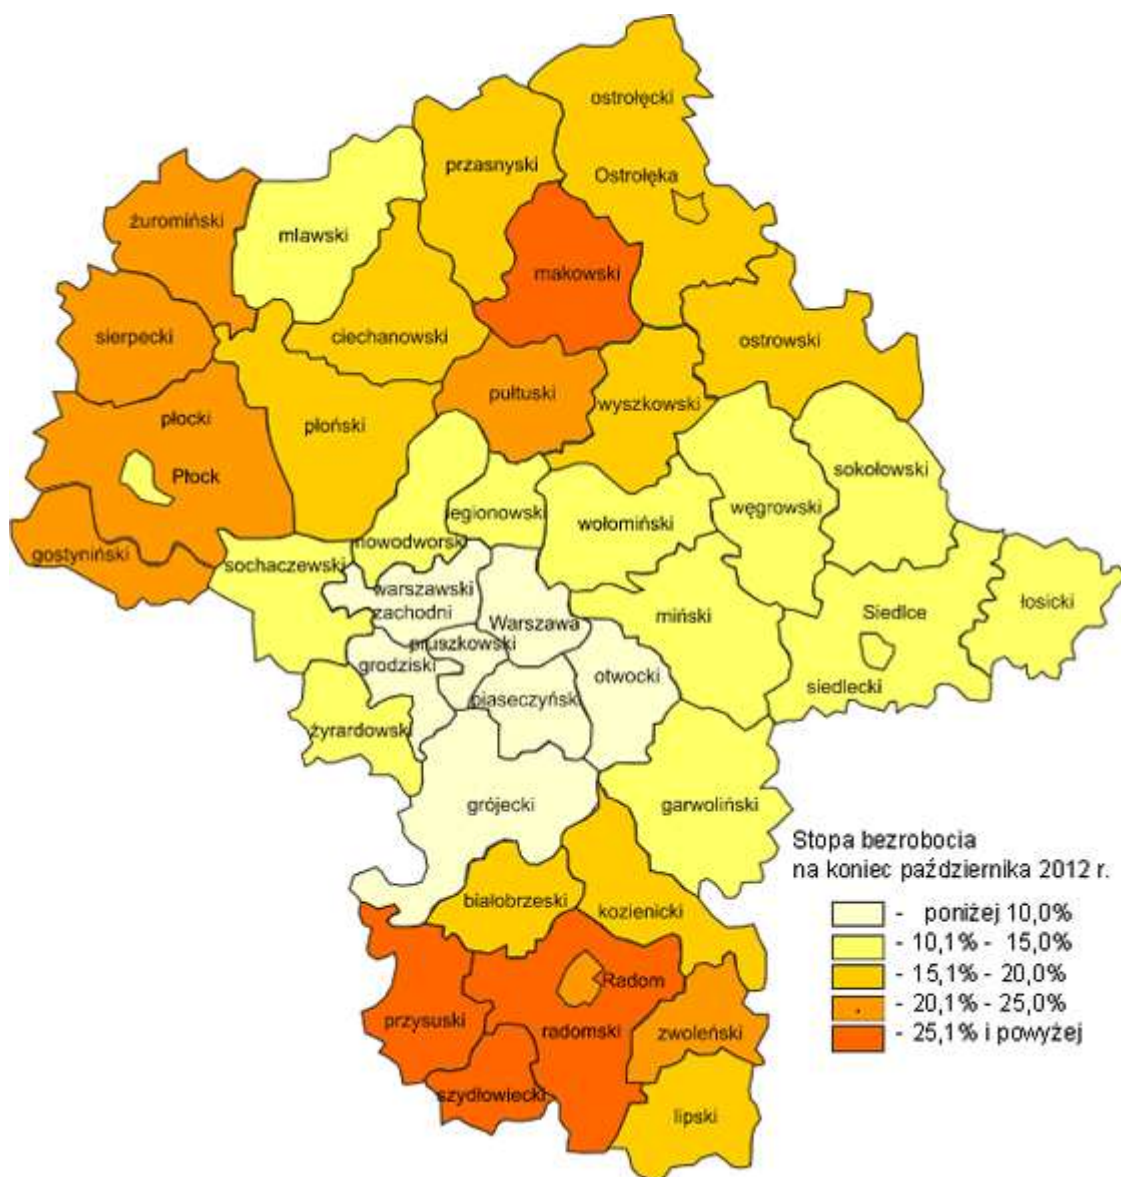 ostrołęcki
przasnyski
Ostrołęka
żuromiński
mlawski
makowski
sierpecki
ciechanowski
ostrowski
pułtuski
wyszkowski
płocki
płoński
Płock
sokołowski
węgrowski
legionowski
wołomiński
nowodworski
gostyniński
sochaczewski
warszawski
zachodni
Warszawa
miński
Siedlce
łosicki
pruszkowski
grodziski
otwocki
siedlecki
piaseczyński
żyrardowski
grójecki
garwoliński
Stopa bezrobocia
na koniec października 2012 r.
białobrzeski
kozienicki
- poniżej 10,0%
- 10,1% - 15,0%
- 15,1% - 20,0%
- 20,1% - 25,0%
- 25,1% i powyżej
Radom
przysuski
radomski
zwoleński
szydłowiecki
lipski